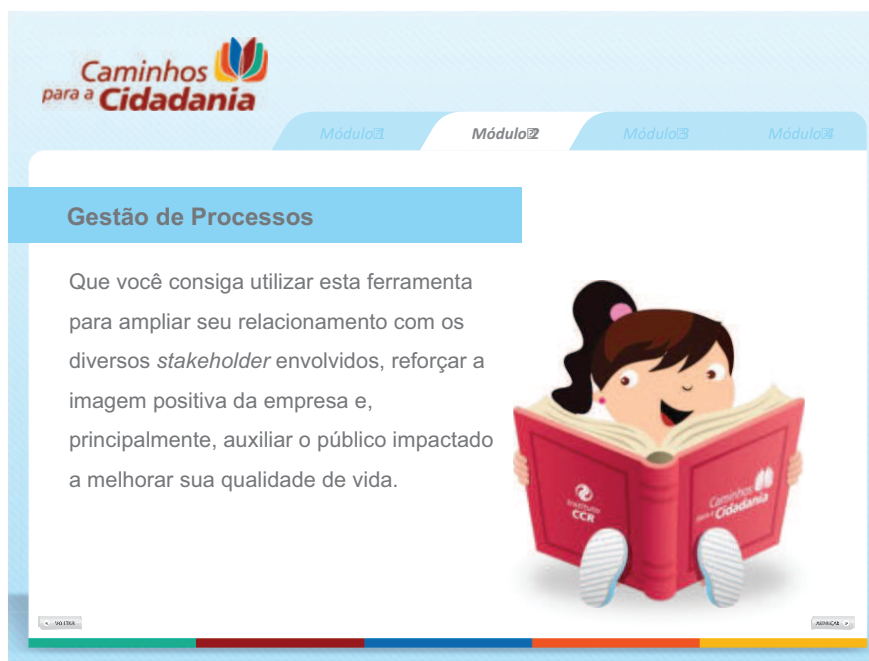 Caminhos
para a Cidadania
Módulo 1
Módulo 2
Módulo 3
Módulo 4
Gestão de Processos
Que você consiga utilizar esta ferramenta
para ampliar seu relacionamento com os
diversos stakeholder envolvidos, reforçar a
imagem positiva da empresa e,
principalmente, auxiliar o público impactado
a melhorar sua qualidade de vida.
Instituto
CCR
Caminhos
para a Cidadania
< VOLTAR
AVANÇAR >